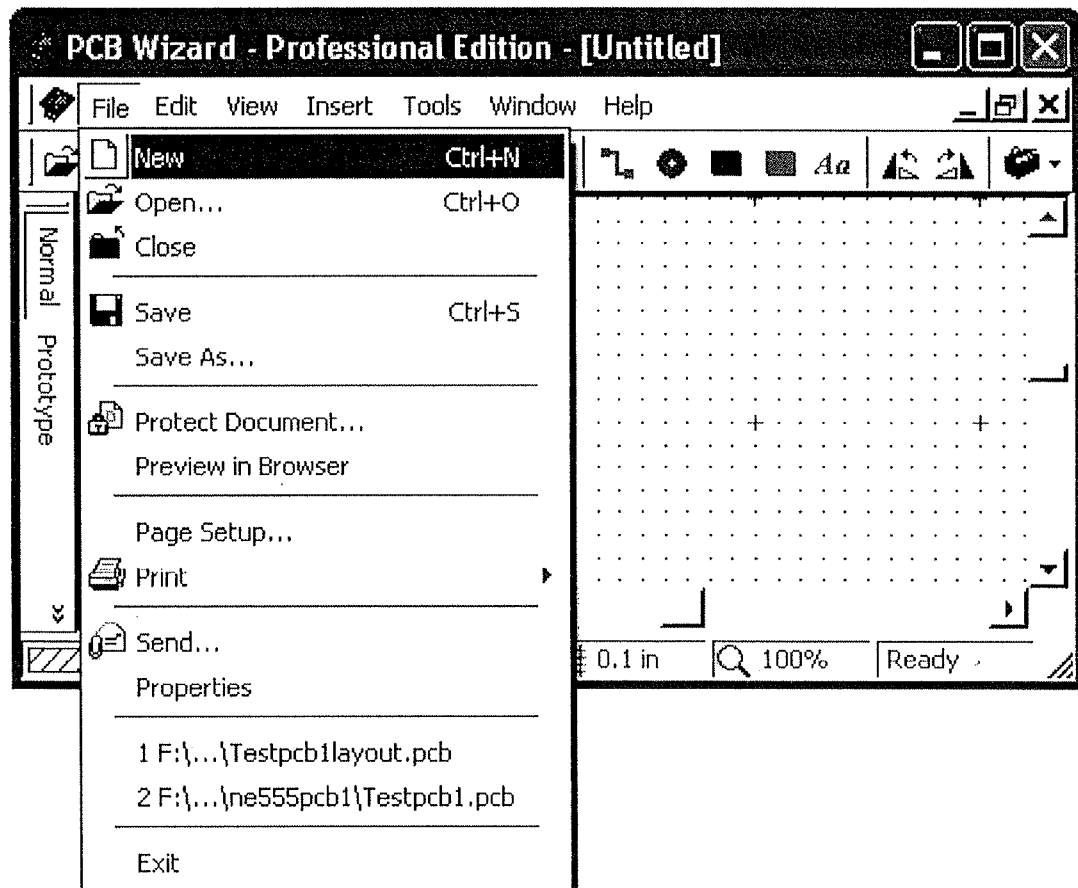 PCB Wizard - Professional Edition - [Untitled]
File Edit View Insert Tools Window Help
New Ctrl+N
Aa
Open... Ctrl+O
Close
Save Ctrl+S
Save As...
Protect Document...
Preview in Browser
Page Setup...
Print
Send...
Properties
1 F:\...\Testpcb1layout.pcb
2 F:\...\ne555pcb1\Testpcb1.pcb
Exit
Normal Prototype
0.1 in 100% Ready